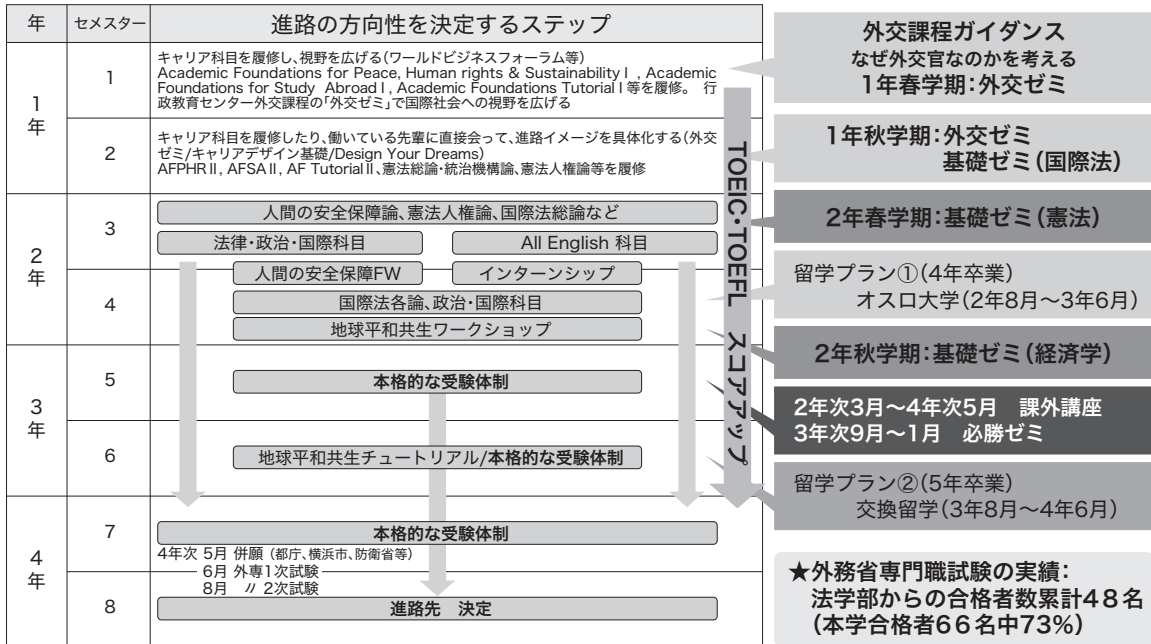 年
セメスター
進路の方向性を決定するステップ
1年
1
キャリア科目を履修し、視野を広げる(ワールドビジネスフォーラム等)
Academic Foundations for Peace, Human rights & SustainabilityⅠ, Academic
Foundations for Study Abroad I, Academic Foundations TutorialⅠ等を履修。 行
政教育センター外交課程の「外交ゼミ」で国際社会への視野を広げる
2
キャリア科目を履修したり、働いている先輩に直接会って、進路イメージを具体化する(外交
ゼミ/キャリアデザイン基礎/Design Your Dreams)
AFPHRⅡ、AFSAⅡ、AF TutorialⅡ、憲法総論・統治機構論、憲法人権論等を履修
2年
3
人間の安全保障論、憲法人権論、国際法総論など
法律・政治・国際科目
All English 科目
人間の安全保障FW
インターンシップ
4
国際法各論、政治・国際科目
地球平和共生ワークショップ
3年
5
本格的な受験体制
6
地球平和共生チュートリアル/本格的な受験体制
4年
7
本格的な受験体制
4年次 5月 併願(都庁、横浜市、防衛省等)
6月 外専1次試験
8月 〃 2次試験
8
進路先 決定
TOEIC・TOEFL スコアアップ
外交課程ガイダンス
なぜ外交官なのかを考える
1年春学期:外交ゼミ
1年秋学期:外交ゼミ
基礎ゼミ(国際法)
2年春学期:基礎ゼミ(憲法)
留学プラン①(4年卒業)
オスロ大学(2年8月〜3年6月)
2年秋学期:基礎ゼミ(経済学)
2年次3月〜4年次5月 課外講座
3年次9月〜1月 必勝ゼミ
留学プラン②(5年卒業)
交換留学(3年8月〜4年6月)
★外務省専門職試験の実績:
法学部からの合格者数累計48名
(本学合格者66名中73%)